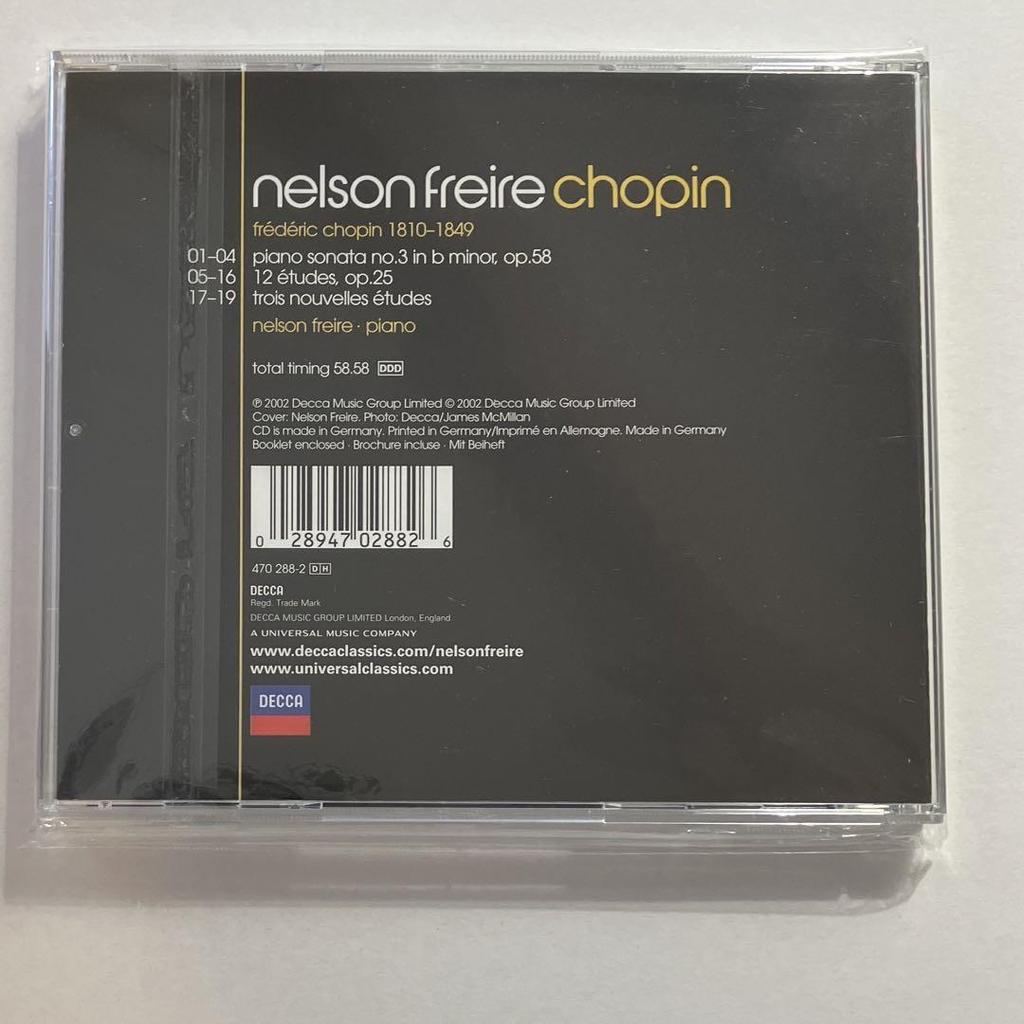 nelson freire chopin
frédéric chopin 1810–1849
01–04 piano sonata no.3 in b minor, op.58
05–16 12 études, op.25
17–19 trois nouvelles études
nelson freire · piano
total timing 58.58 DDD
℗ 2002 Decca Music Group Limited © 2002 Decca Music Group Limited
Cover: Nelson Freire. Photo: Decca/James McMillan
CD is made in Germany. Printed in Germany/Imprimé en Allemagne. Made in Germany
Booklet enclosed · Brochure incluse · Mit Beiheft
0 28947 02882 6
470 288-2 DH
DECCA
Regd. Trade Mark
DECCA MUSIC GROUP LIMITED London, England
A UNIVERSAL MUSIC COMPANY
www.deccaclassics.com/nelsonfreire
www.universalclassics.com
DECCA